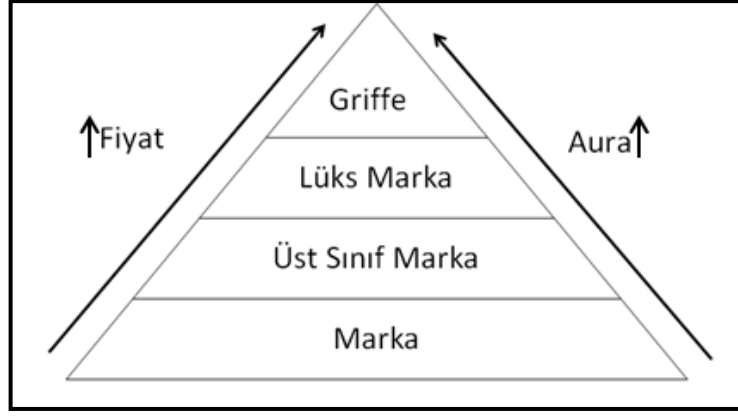 Griffe
↑Fiyat
Aura↑
Lüks Marka
Üst Sınıf Marka
Marka